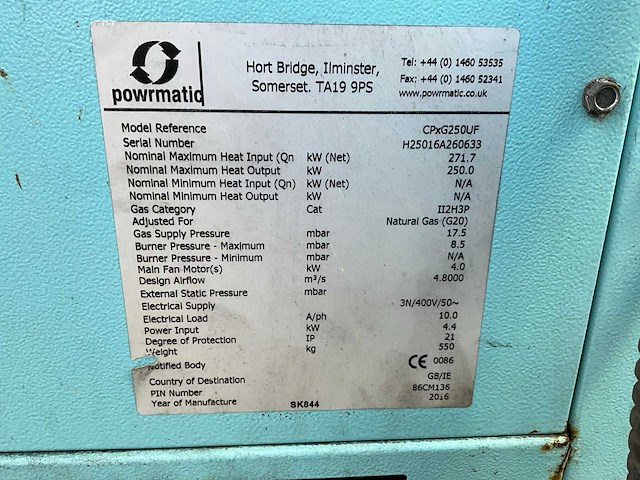 powrmatic
Hort Bridge, Ilminster,
Somerset. TA19 9PS
Tel: +44 (0) 1460 53535
Fax: +44 (0) 1460 52341
www.powrmatic.co.uk
Model Reference CPxG250UF
Serial Number H25016A260633
Nominal Maximum Heat Input (Qn kW (Net) 271.7
Nominal Maximum Heat Output kW 250.0
Nominal Minimum Heat Input (Qn) kW (Net) N/A
Nominal Minimum Heat Output kW N/A
Gas Category Cat II2H3P
Adjusted For Natural Gas (G20)
Gas Supply Pressure mbar 17.5
Burner Pressure - Maximum mbar 8.5
Burner Pressure - Minimum mbar N/A
Main Fan Motor(s) kW 4.0
Design Airflow m³/s 4.8000
External Static Pressure mbar
Electrical Supply 3N/400V/50~
Electrical Load A/ph 10.0
Power Input kW 4.4
Degree of Protection IP 21
Weight kg 550
Notified Body CE 0086
Country of Destination GB/IE
PIN Number 86CM136
Year of Manufacture SK844 2016